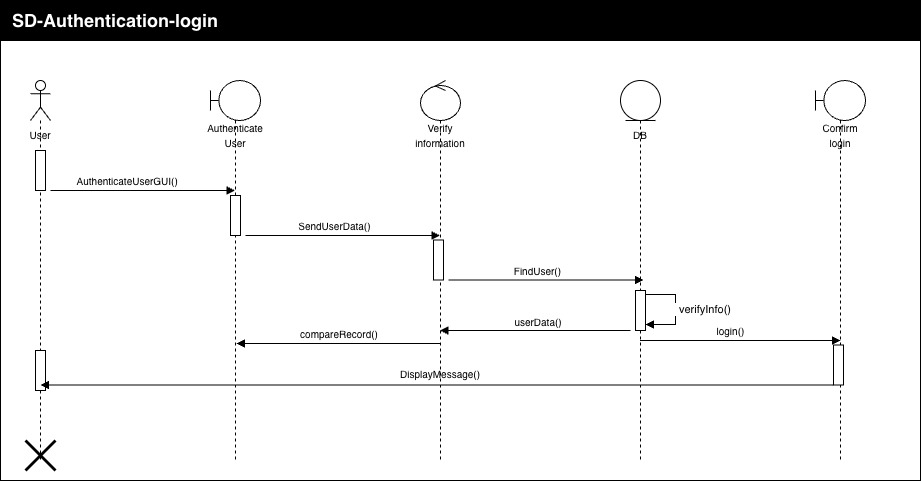 SD-Authentication-login
User
Authenticate
User
Verify
information
DB
Confirm
login
AuthenticateUserGUI()
SendUserData()
FindUser()
verifyInfo()
userData()
login()
compareRecord()
DisplayMessage()